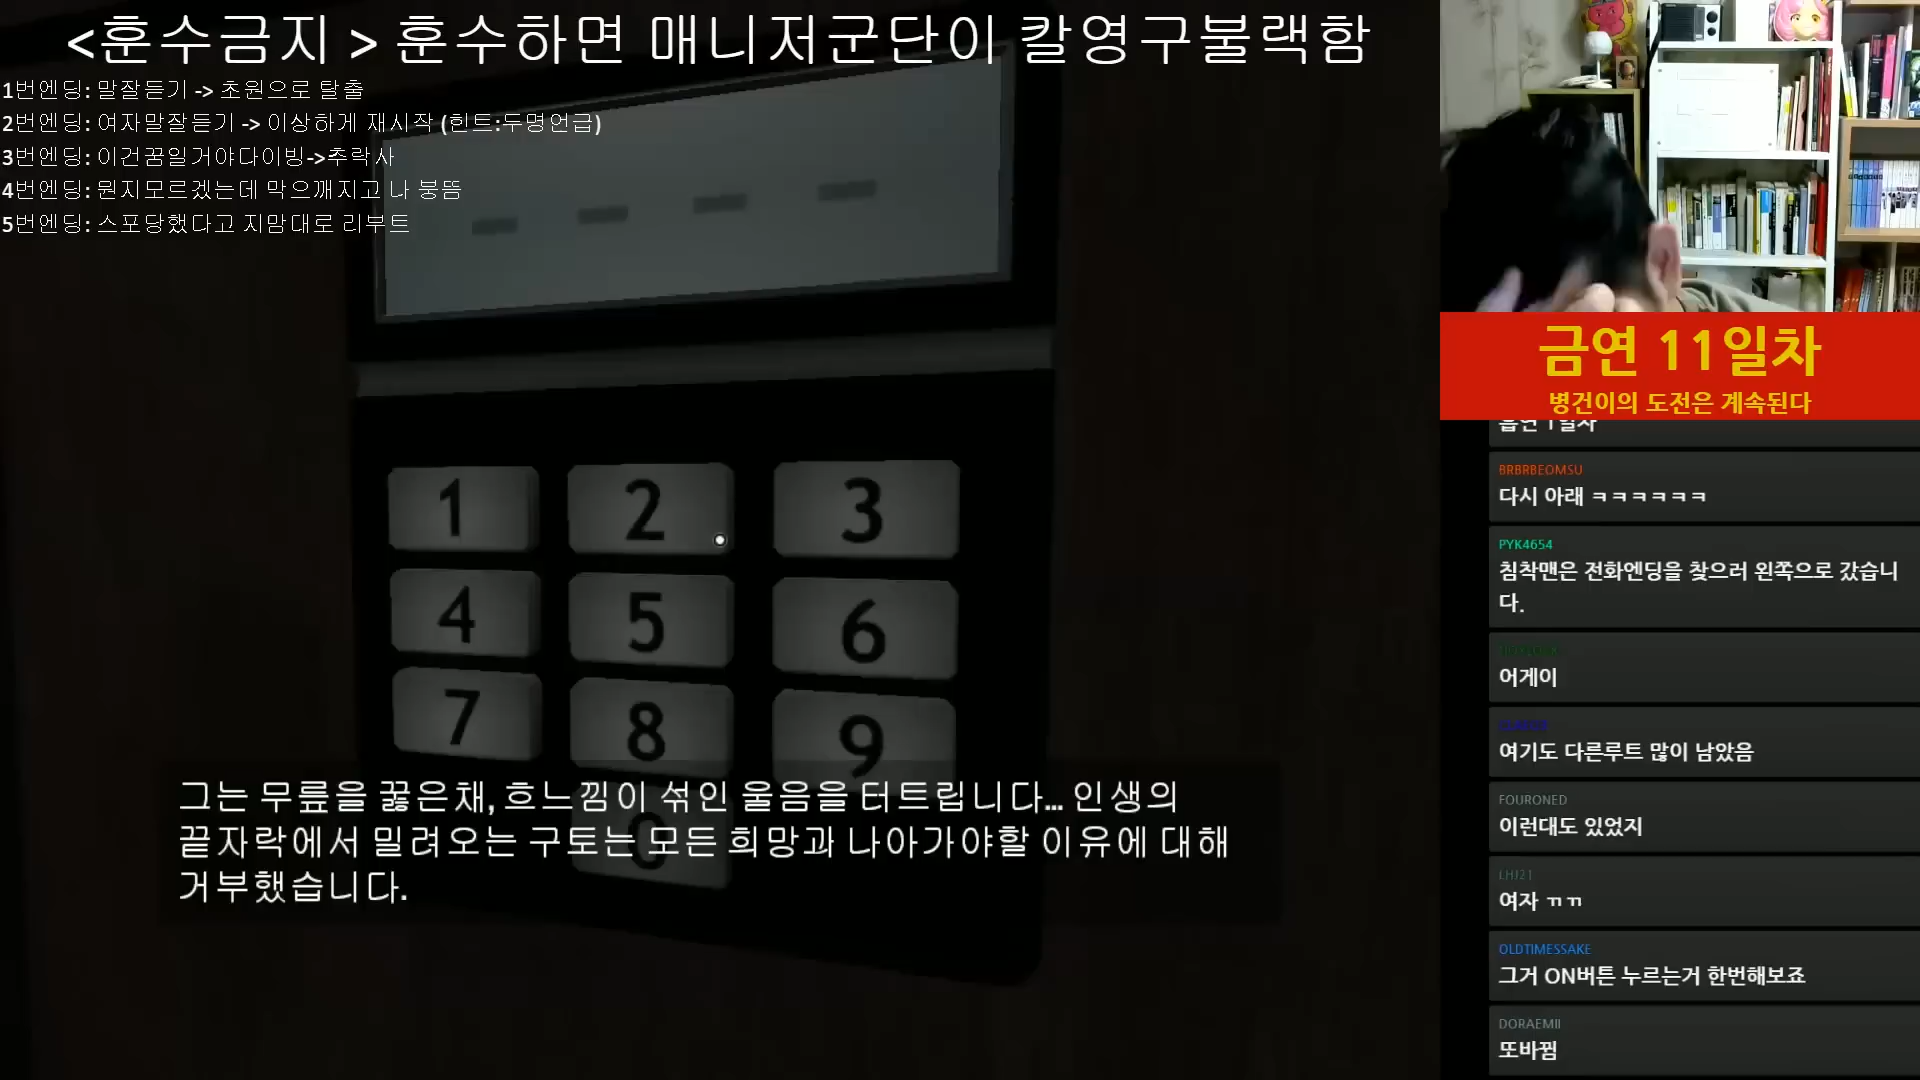 <훈수금지 > 훈수하면 매니저군단이 칼영구블랙함
1번엔딩: 말잘듣기 -> 초원으로 탈출
2번엔딩: 여자말잘듣기 -> 이상하게 재시작 (힌트:두명언급)
3번엔딩: 이건꿈일거야다이빙->추락사
4번엔딩: 뭔지모르겠는데 막으깨지고 나 붕뜸
5번엔딩: 스포당했다고 지맘대로 리부트
1 2 3
4 5 6
7 8 9
0
그는 무릎을 꿇은채, 흐느낌이 섞인 울음을 터트립니다... 인생의
끝자락에서 밀려오는 구토는 모든 희망과 나아가야할 이유에 대해
거부했습니다.
금연 11일차
병건이의 도전은 계속된다
흡연 1일차
BRBRBEOMSU
다시 아래 ㅋㅋㅋㅋㅋㅋ
PYK4654
침착맨은 전화엔딩을 찾으러 왼쪽으로 갔습니
다.
어게이
여기도 다른루트 많이 남았음
FOURONED
이런대도 있었지
LHJ21
여자 ㄲㄲ
OLDTIMESSAKE
그거 ON버튼 누르는거 한번해보죠
DORAEMII
또바뀜